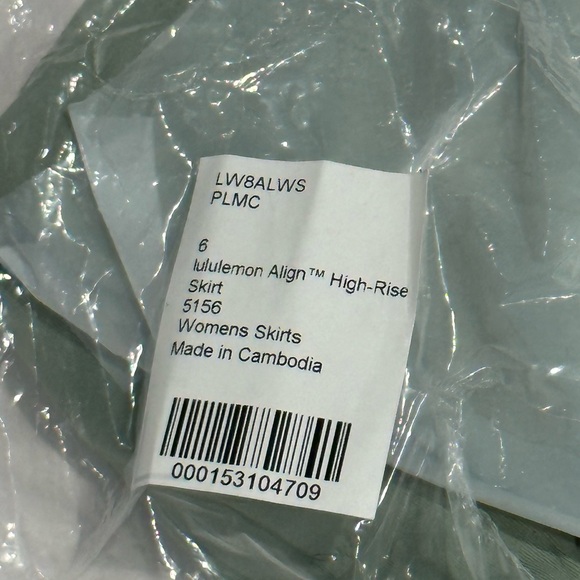 LW8ALWS
PLMC
6
lululemon Align™ High-Rise
Skirt
5156
Womens Skirts
Made in Cambodia
000153104709